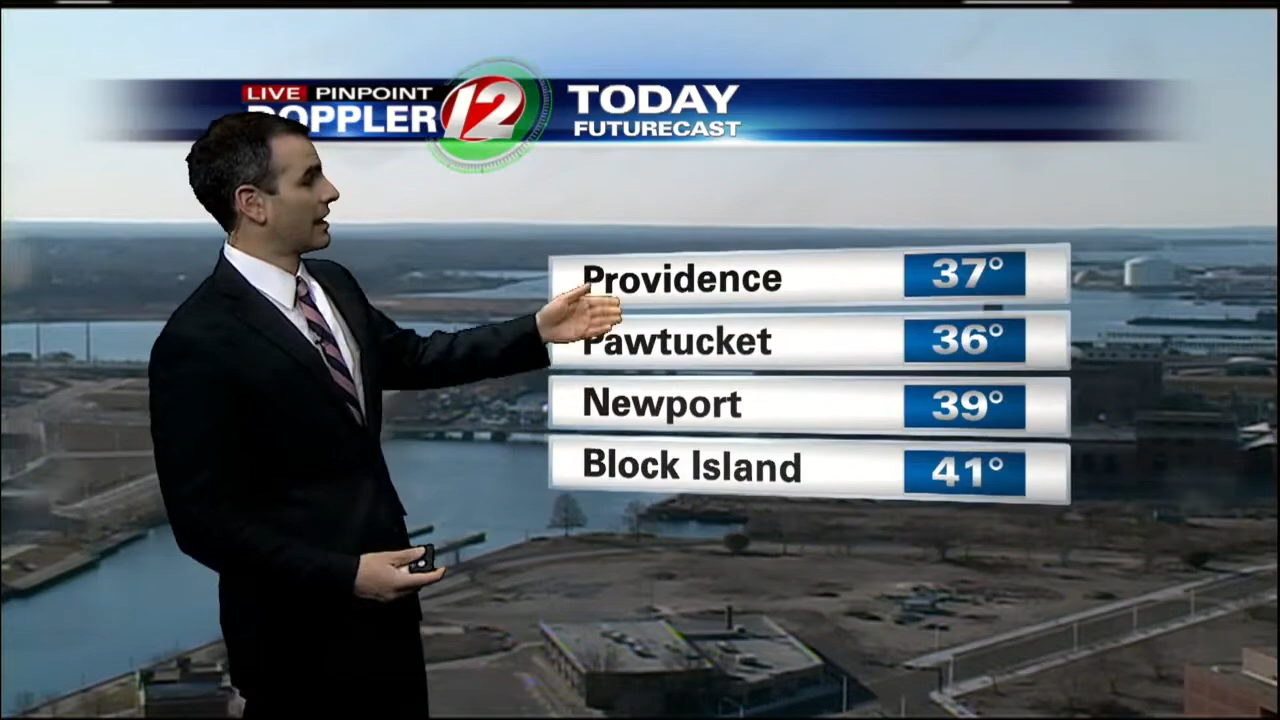 LIVE PINPOINT
DOPPLER 12
TODAY
FUTURECAST
Providence 37°
Pawtucket 36°
Newport 39°
Block Island 41°